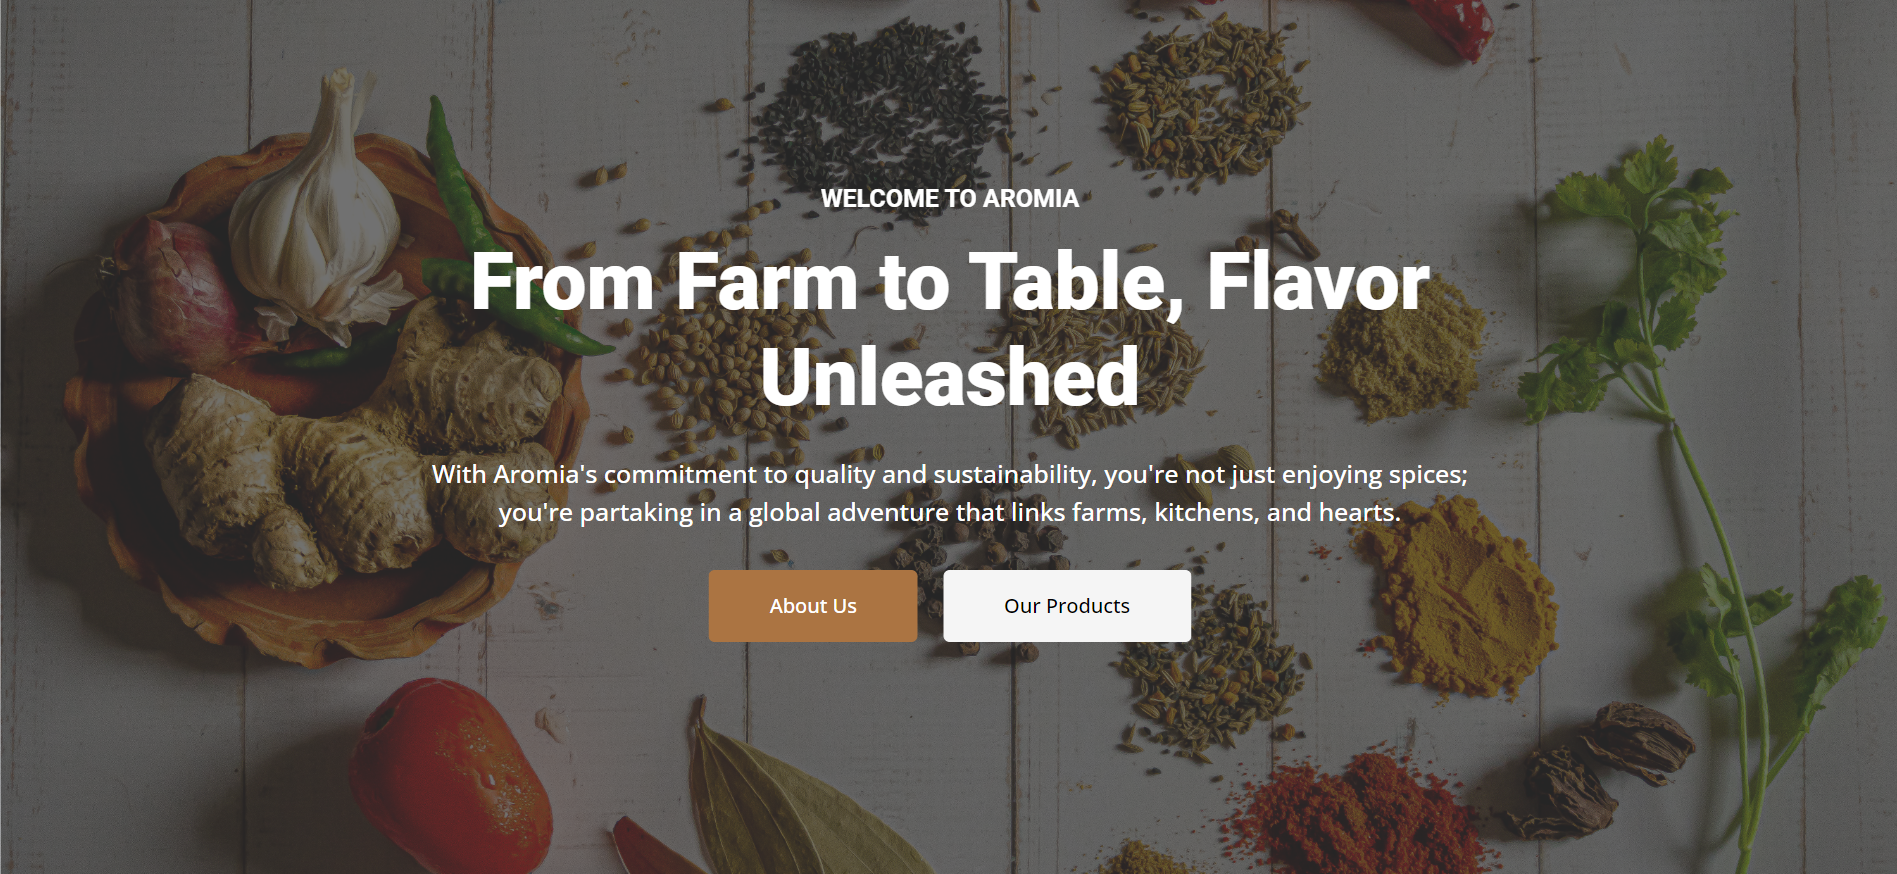 WELCOME TO AROMIA
From Farm to Table, Flavor
Unleashed
With Aromia's commitment to quality and sustainability, you're not just enjoying spices;
you're partaking in a global adventure that links farms, kitchens, and hearts.
About Us
Our Products